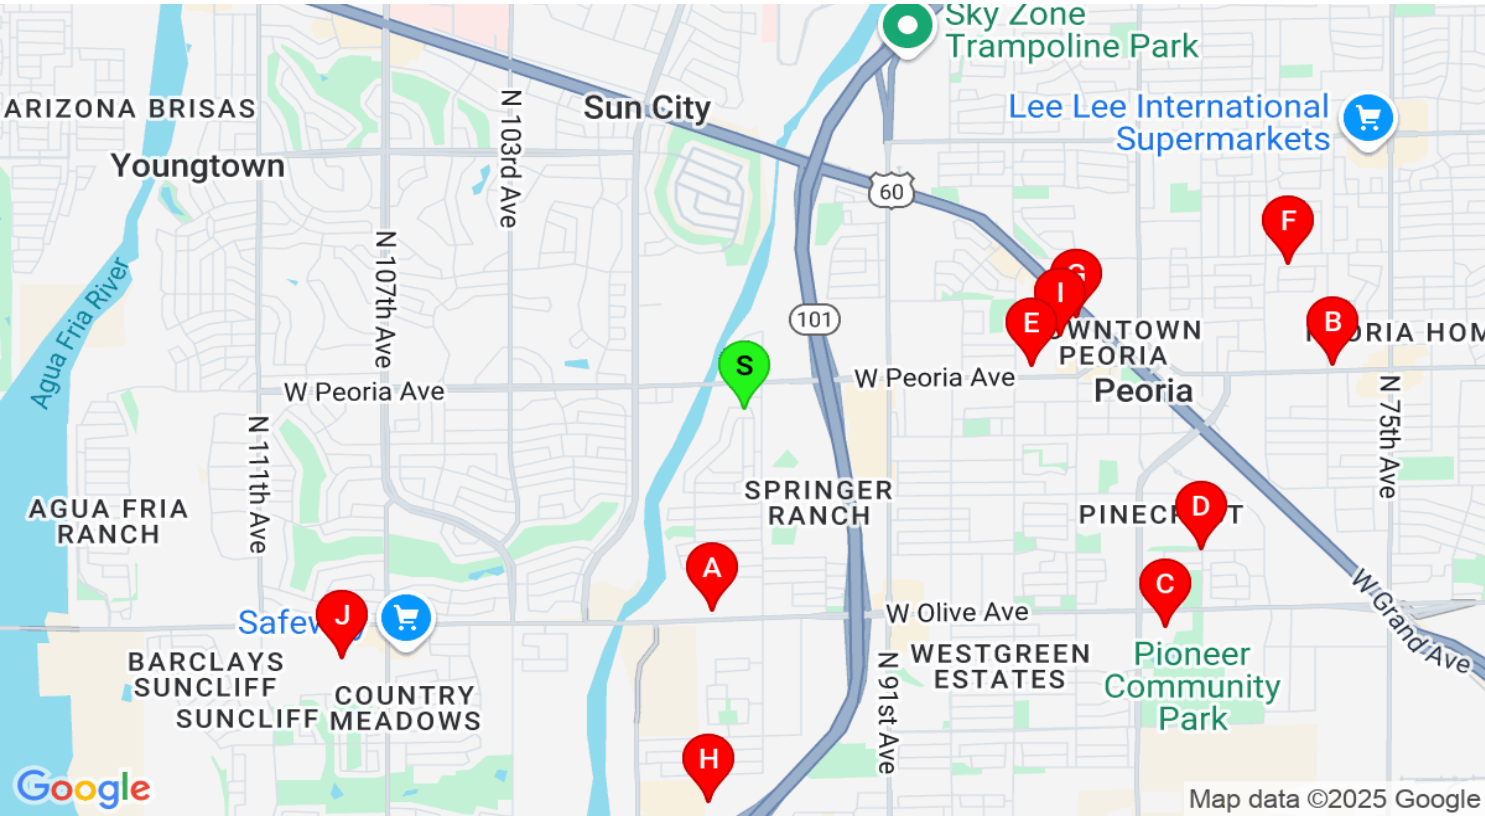 Sky Zone
Trampoline Park
Lee Lee International
Supermarkets
ARIZONA BRISAS
Sun City
N 103rd Ave
Youngtown
60
F
N 107th Ave
Agua Fria River
G
I
E
B
101
DOWNTOWN
PEORIA
HOM
S
W Peoria Ave
W Peoria Ave
Peoria
N 75th Ave
N 111th Ave
SPRINGER
RANCH
AGUA FRIA
RANCH
D
A
C
W Olive Ave
W Grand Ave
J
BARCLAYS
SUNCLIFF
COUNTRY
MEADOWS
SUNCLIFF
WESTGREEN
ESTATES
N 91st Ave
Pioneer
Community
Park
H
Google
Map data ©2025 Google